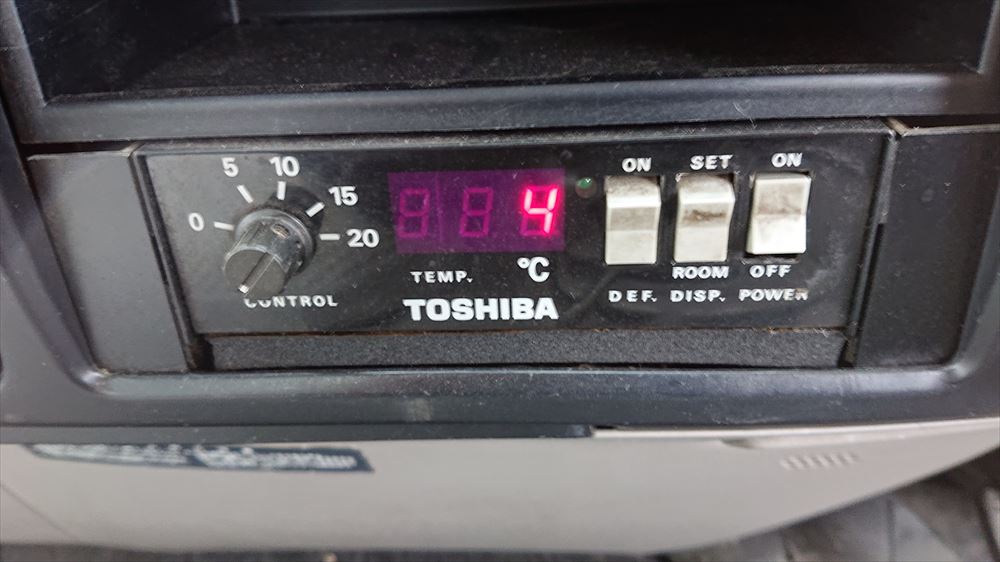 5 10
0 15
20
CONTROL
4
TEMP. °C
TOSHIBA
ON SET ON
ROOM OFF
DEF. DISP. POWER